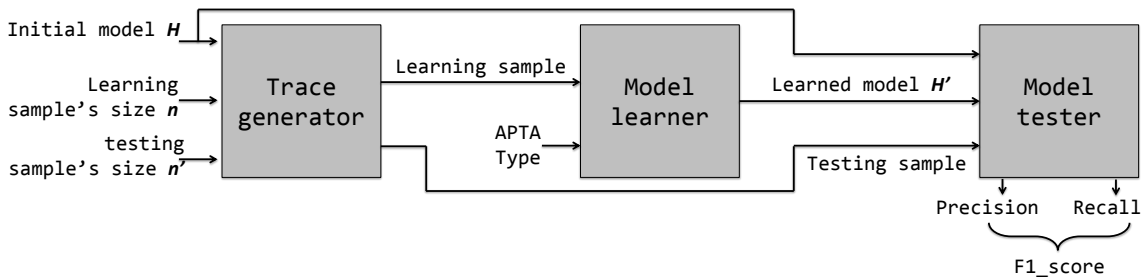 Initial model H
Learning
sample's size n
testing
sample's size n'
Trace
generator
Learning sample
APTA
Type
Model
learner
Learned model H'
Testing sample
Model
tester
Precision
Recall
F1_score